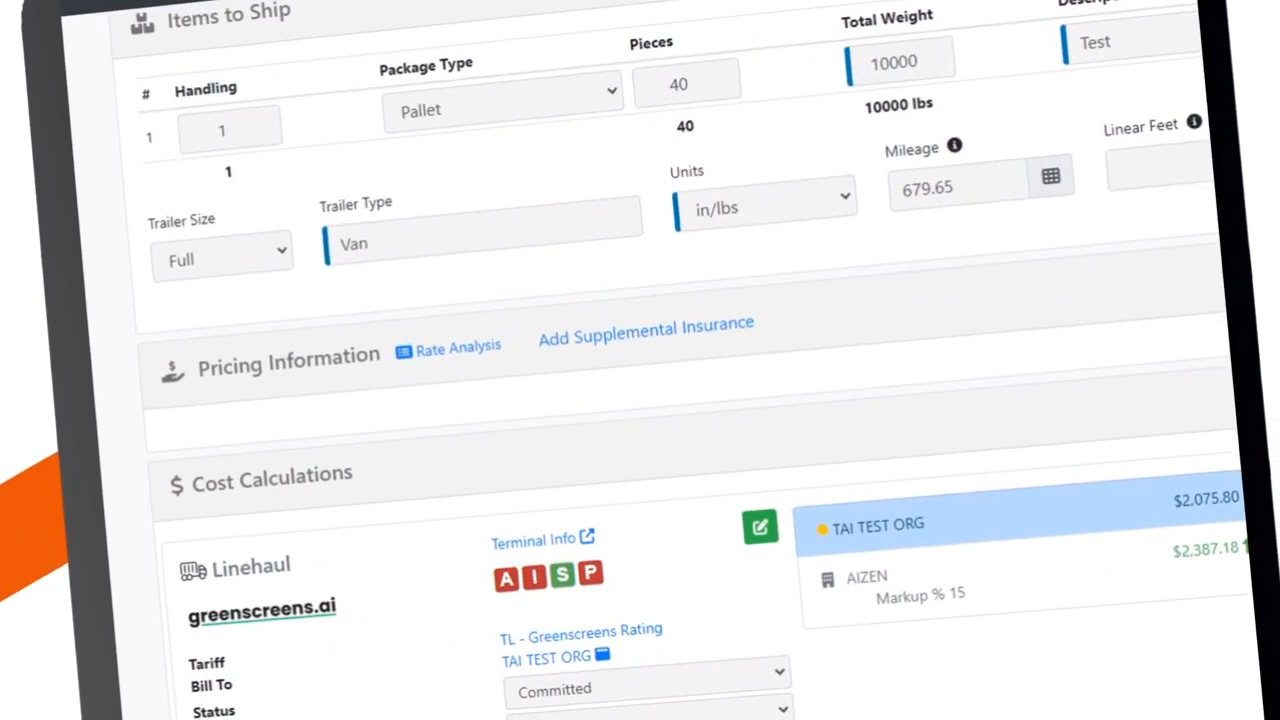 Items to Ship
# Handling Package Type Pieces Total Weight
1 1 Pallet 40 10000 Test
1 40 10000 lbs
Trailer Size Trailer Type Units Mileage Linear Feet
Full Van in/lbs 679.65
Pricing Information Rate Analysis Add Supplemental Insurance
$ Cost Calculations
Linehaul Terminal Info TAI TEST ORG $2,075.80
A I S P AIZEN $2,387.18
greenscreens.ai Markup % 15
TL - Greenscreens Rating
Tariff TAI TEST ORG
Bill To
Status Committed